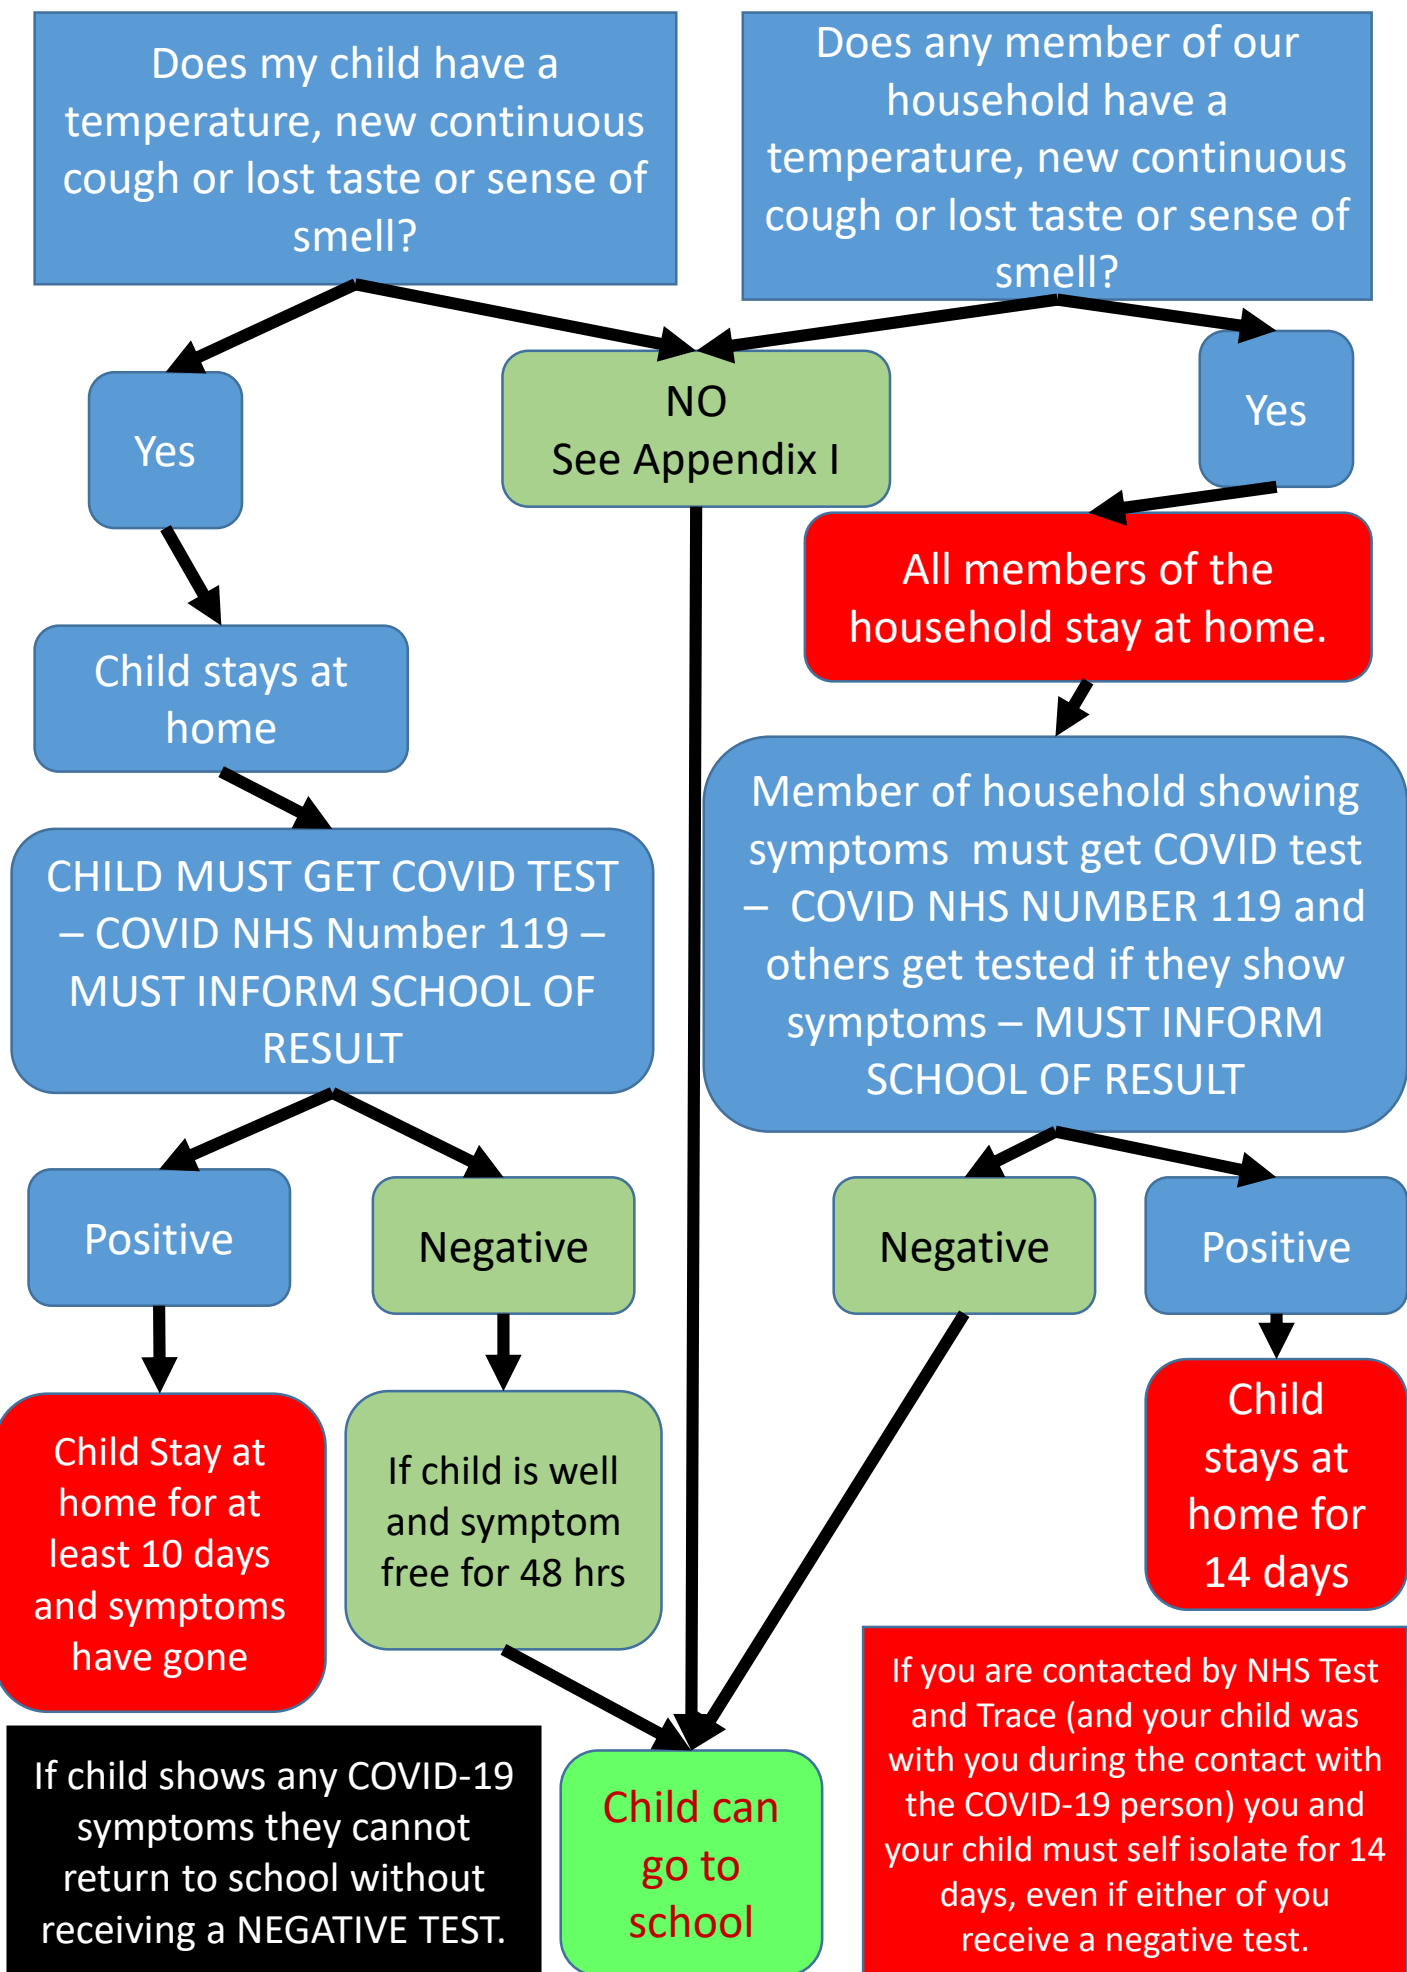 Does my child have a
temperature, new continuous
cough or lost taste or sense of
smell?
Does any member of our
household have a
temperature, new continuous
cough or lost taste or sense of
smell?
Yes
NO
See Appendix I
Yes
All members of the
household stay at home.
Child stays at
home
CHILD MUST GET COVID TEST
– COVID NHS Number 119 –
MUST INFORM SCHOOL OF
RESULT
Member of household showing
symptoms  must get COVID test
–  COVID NHS NUMBER 119 and
others get tested if they show
symptoms – MUST INFORM
SCHOOL OF RESULT
Positive
Negative
Negative
Positive
Child Stay at
home for at
least 10 days
and symptoms
have gone
If child is well
and symptom
free for 48 hrs
Child
stays at
home for
14 days
If child shows any COVID-19
symptoms they cannot
return to school without
receiving a NEGATIVE TEST.
Child can
go to
school
If you are contacted by NHS Test
and Trace (and your child was
with you during the contact with
the COVID-19 person) you and
your child must self isolate for 14
days, even if either of you
receive a negative test.